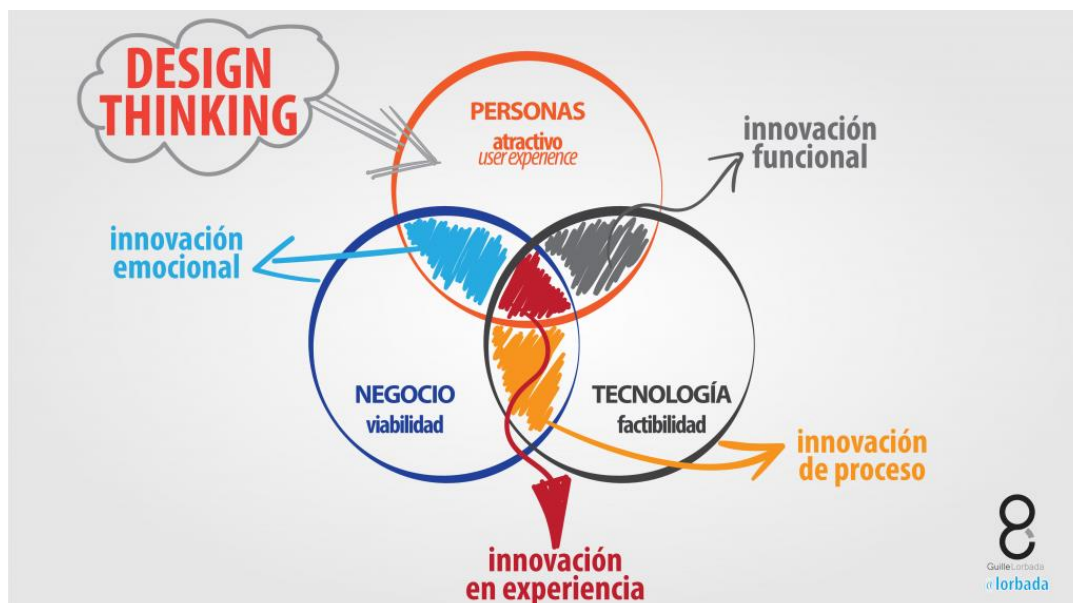 DESIGN
THINKING
PERSONAS
atractivo
user experience
innovación
funcional
innovación
emocional
NEGOCIO
viabilidad
TECNOLOGÍA
factibilidad
innovación
de proceso
innovación
en experiencia
GuilleLorbada
@lorbada